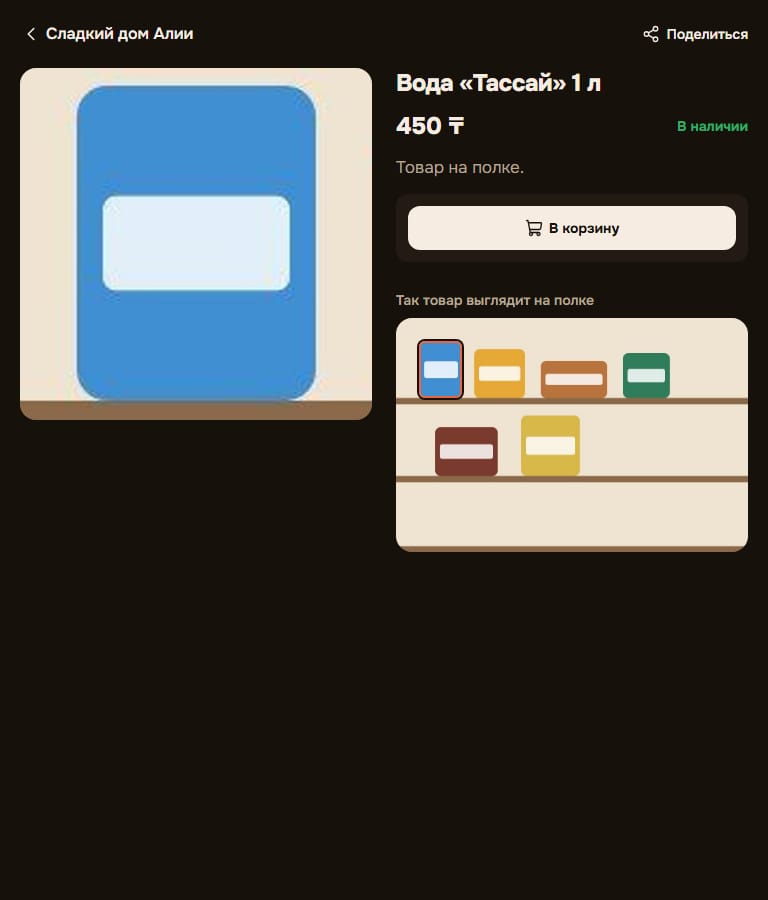 Сладкий дом Алии
Поделиться
Вода «Тассай» 1 л
450 ₸
В наличии
Товар на полке.
В корзину
Так товар выглядит на полке